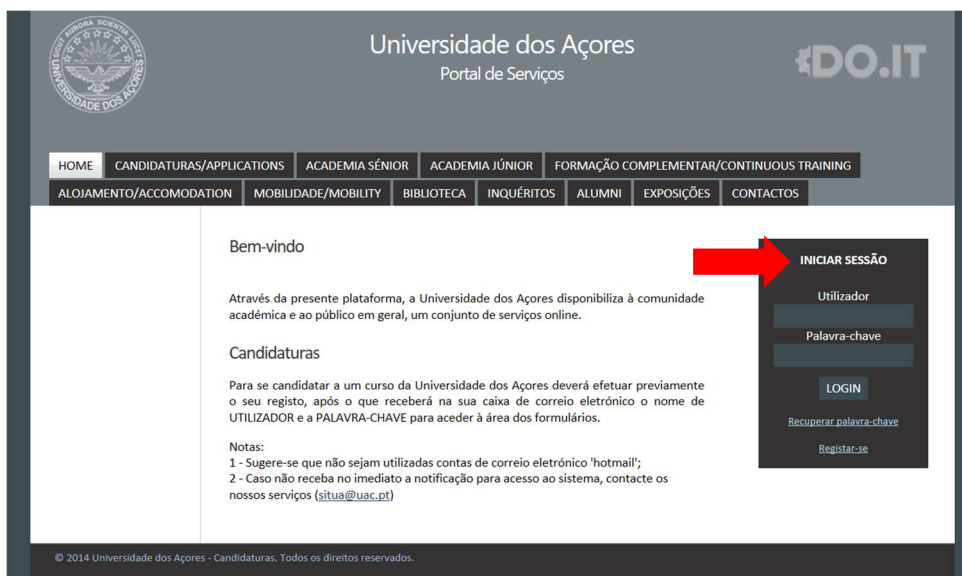 SICUT AURORA SCIENTIA LUCET
UNIVERSIDADE DOS AÇORES
Universidade dos Açores
Portal de Serviços
DO.IT
HOME CANDIDATURAS/APPLICATIONS ACADEMIA SÉNIOR ACADEMIA JÚNIOR FORMAÇÃO COMPLEMENTAR/CONTINUOUS TRAINING
ALOJAMENTO/ACCOMODATION MOBILIDADE/MOBILITY BIBLIOTECA INQUÉRITOS ALUMNI EXPOSIÇÕES CONTACTOS
Bem-vindo
Através da presente plataforma, a Universidade dos Açores disponibiliza à comunidade
académica e ao público em geral, um conjunto de serviços online.
Candidaturas
Para se candidatar a um curso da Universidade dos Açores deverá efetuar previamente
o seu registo, após o que receberá na sua caixa de correio eletrónico o nome de
UTILIZADOR e a PALAVRA-CHAVE para aceder à área dos formulários.
Notas:
1 - Sugere-se que não sejam utilizadas contas de correio eletrónico 'hotmail';
2 - Caso não receba no imediato a notificação para acesso ao sistema, contacte os
nossos serviços (situa@uac.pt)
INICIAR SESSÃO
Utilizador
Palavra-chave
LOGIN
Recuperar palavra-chave
Registar-se
© 2014 Universidade dos Açores - Candidaturas. Todos os direitos reservados.